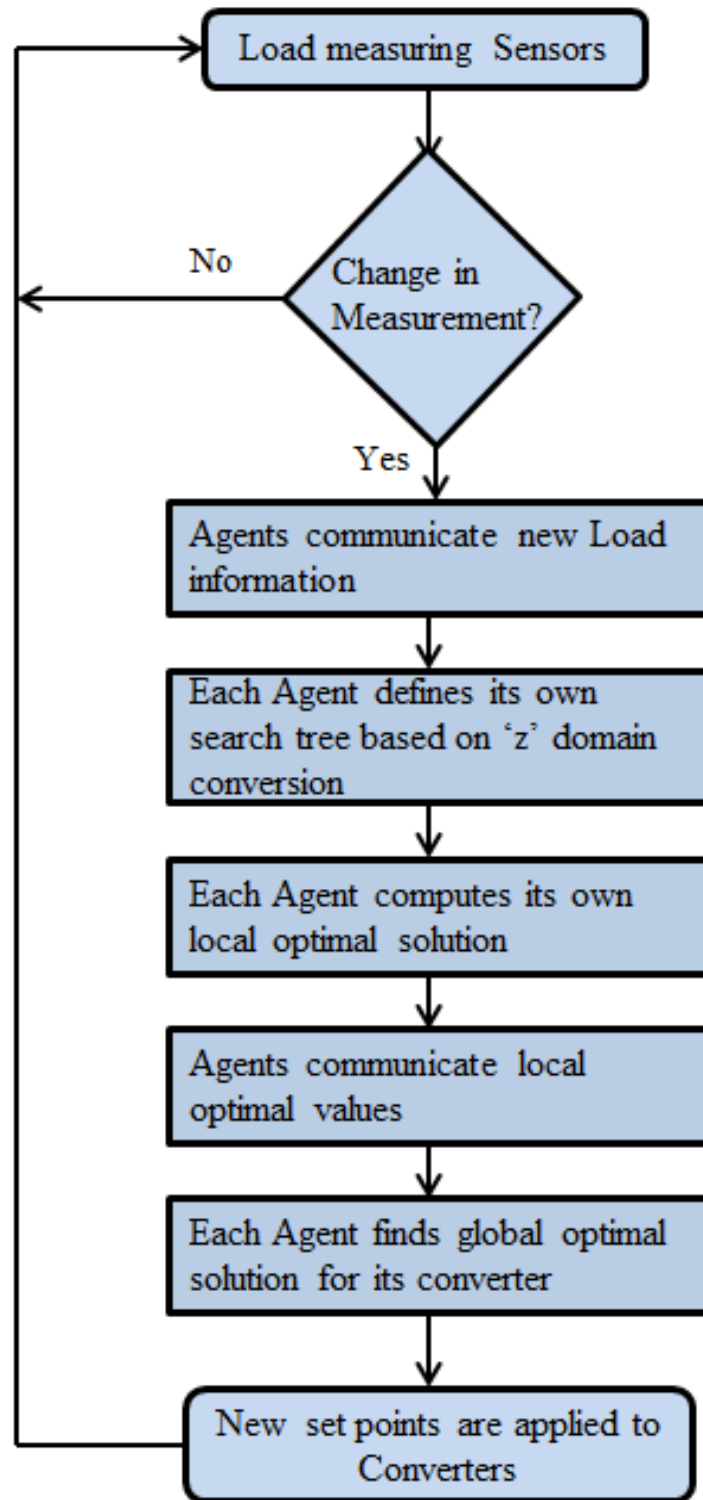 Load measuring Sensors
No
Change in
Measurement?
Yes
Agents communicate new Load
information
Each Agent defines its own
search tree based on ‘z’ domain
conversion
Each Agent computes its own
local optimal solution
Agents communicate local
optimal values
Each Agent finds global optimal
solution for its converter
New set points are applied to
Converters